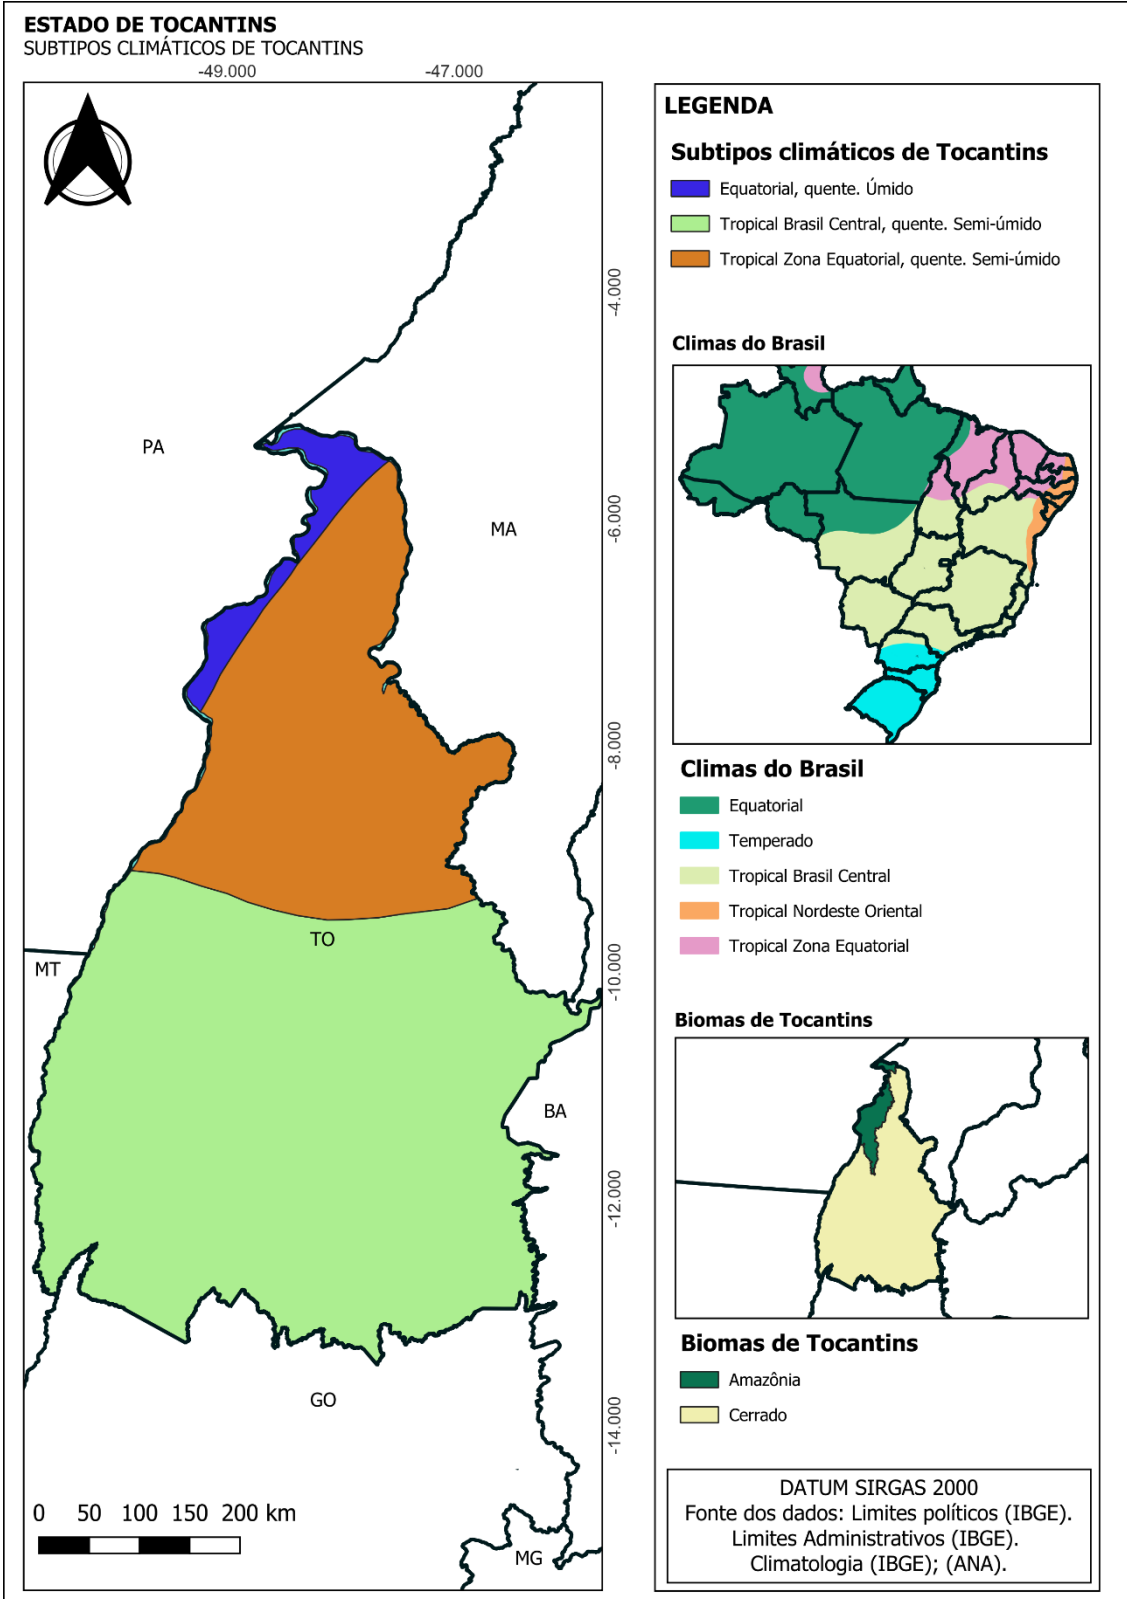 ESTADO DE TOCANTINS
SUBTIPOS CLIMÁTICOS DE TOCANTINS
-49.000
-47.000
-4.000
-6.000
-8.000
-10.000
-12.000
-14.000
PA
MA
TO
MT
BA
GO
MG
0 50 100 150 200 km
LEGENDA
Subtipos climáticos de Tocantins
Equatorial, quente. Úmido
Tropical Brasil Central, quente. Semi-úmido
Tropical Zona Equatorial, quente. Semi-úmido
Climas do Brasil
Climas do Brasil
Equatorial
Temperado
Tropical Brasil Central
Tropical Nordeste Oriental
Tropical Zona Equatorial
Biomas de Tocantins
Biomas de Tocantins
Amazônia
Cerrado
DATUM SIRGAS 2000
Fonte dos dados: Limites políticos (IBGE).
Limites Administrativos (IBGE).
Climatologia (IBGE); (ANA).